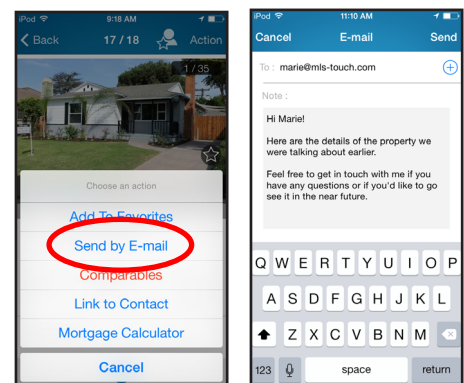 iPod 9:18 AM
Back 17 / 18 Action
1 / 35
Choose an action
Add To Favorites
Send by E-mail
Comparables
Link to Contact
Mortgage Calculator
Cancel
iPod 11:10 AM
Cancel E-mail Send
To : marie@mls-touch.com
Note :
Hi Marie!
Here are the details of the property we
were talking about earlier.
Feel free to get in touch with me if you
have any questions or if you'd like to go
see it in the near future.
Q W E R T Y U I O P
A S D F G H J K L
Z X C V B N M
123 space return